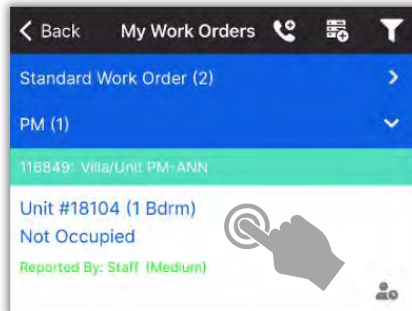 Back My Work Orders
Standard Work Order (2)
PM (1)
116849: Villa/Unit PM-ANN
Unit #18104 (1 Bdrm)
Not Occupied
Reported By: Staff (Medium)